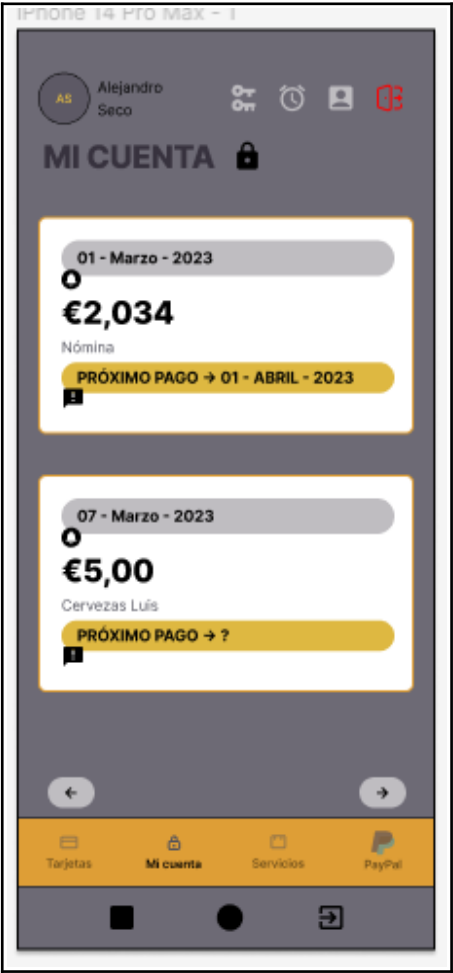 iPhone 14 Pro Max - 1
AS
Alejandro
Seco
MI CUENTA
01 - Marzo - 2023
€2,034
Nómina
PRÓXIMO PAGO → 01 - ABRIL - 2023
07 - Marzo - 2023
€5,00
Cervezas Luís
PRÓXIMO PAGO → ?
← →
Tarjetas Mi cuenta Servicios PayPal